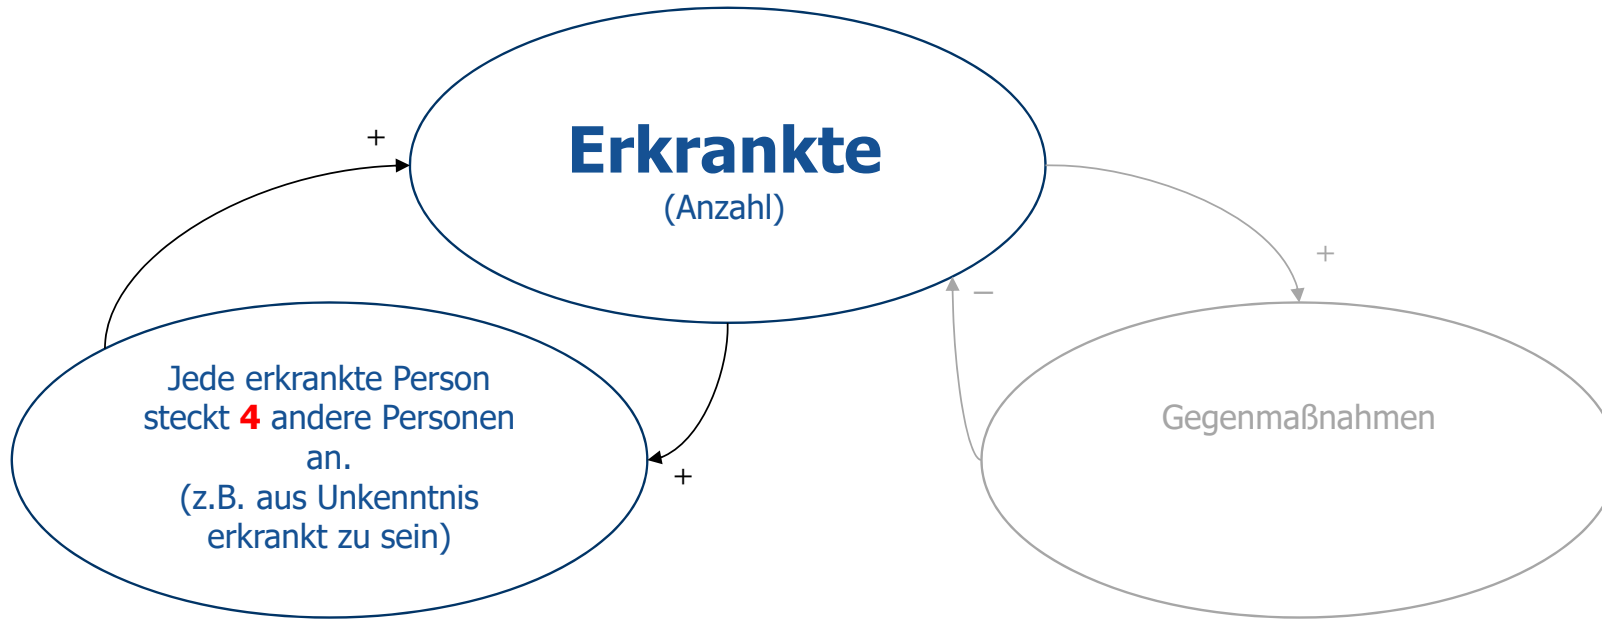 +
Erkrankte
(Anzahl)
+
–
Jede erkrankte Person
steckt 4 andere Personen
an.
(z.B. aus Unkenntnis
erkrankt zu sein)
+
Gegenmaßnahmen